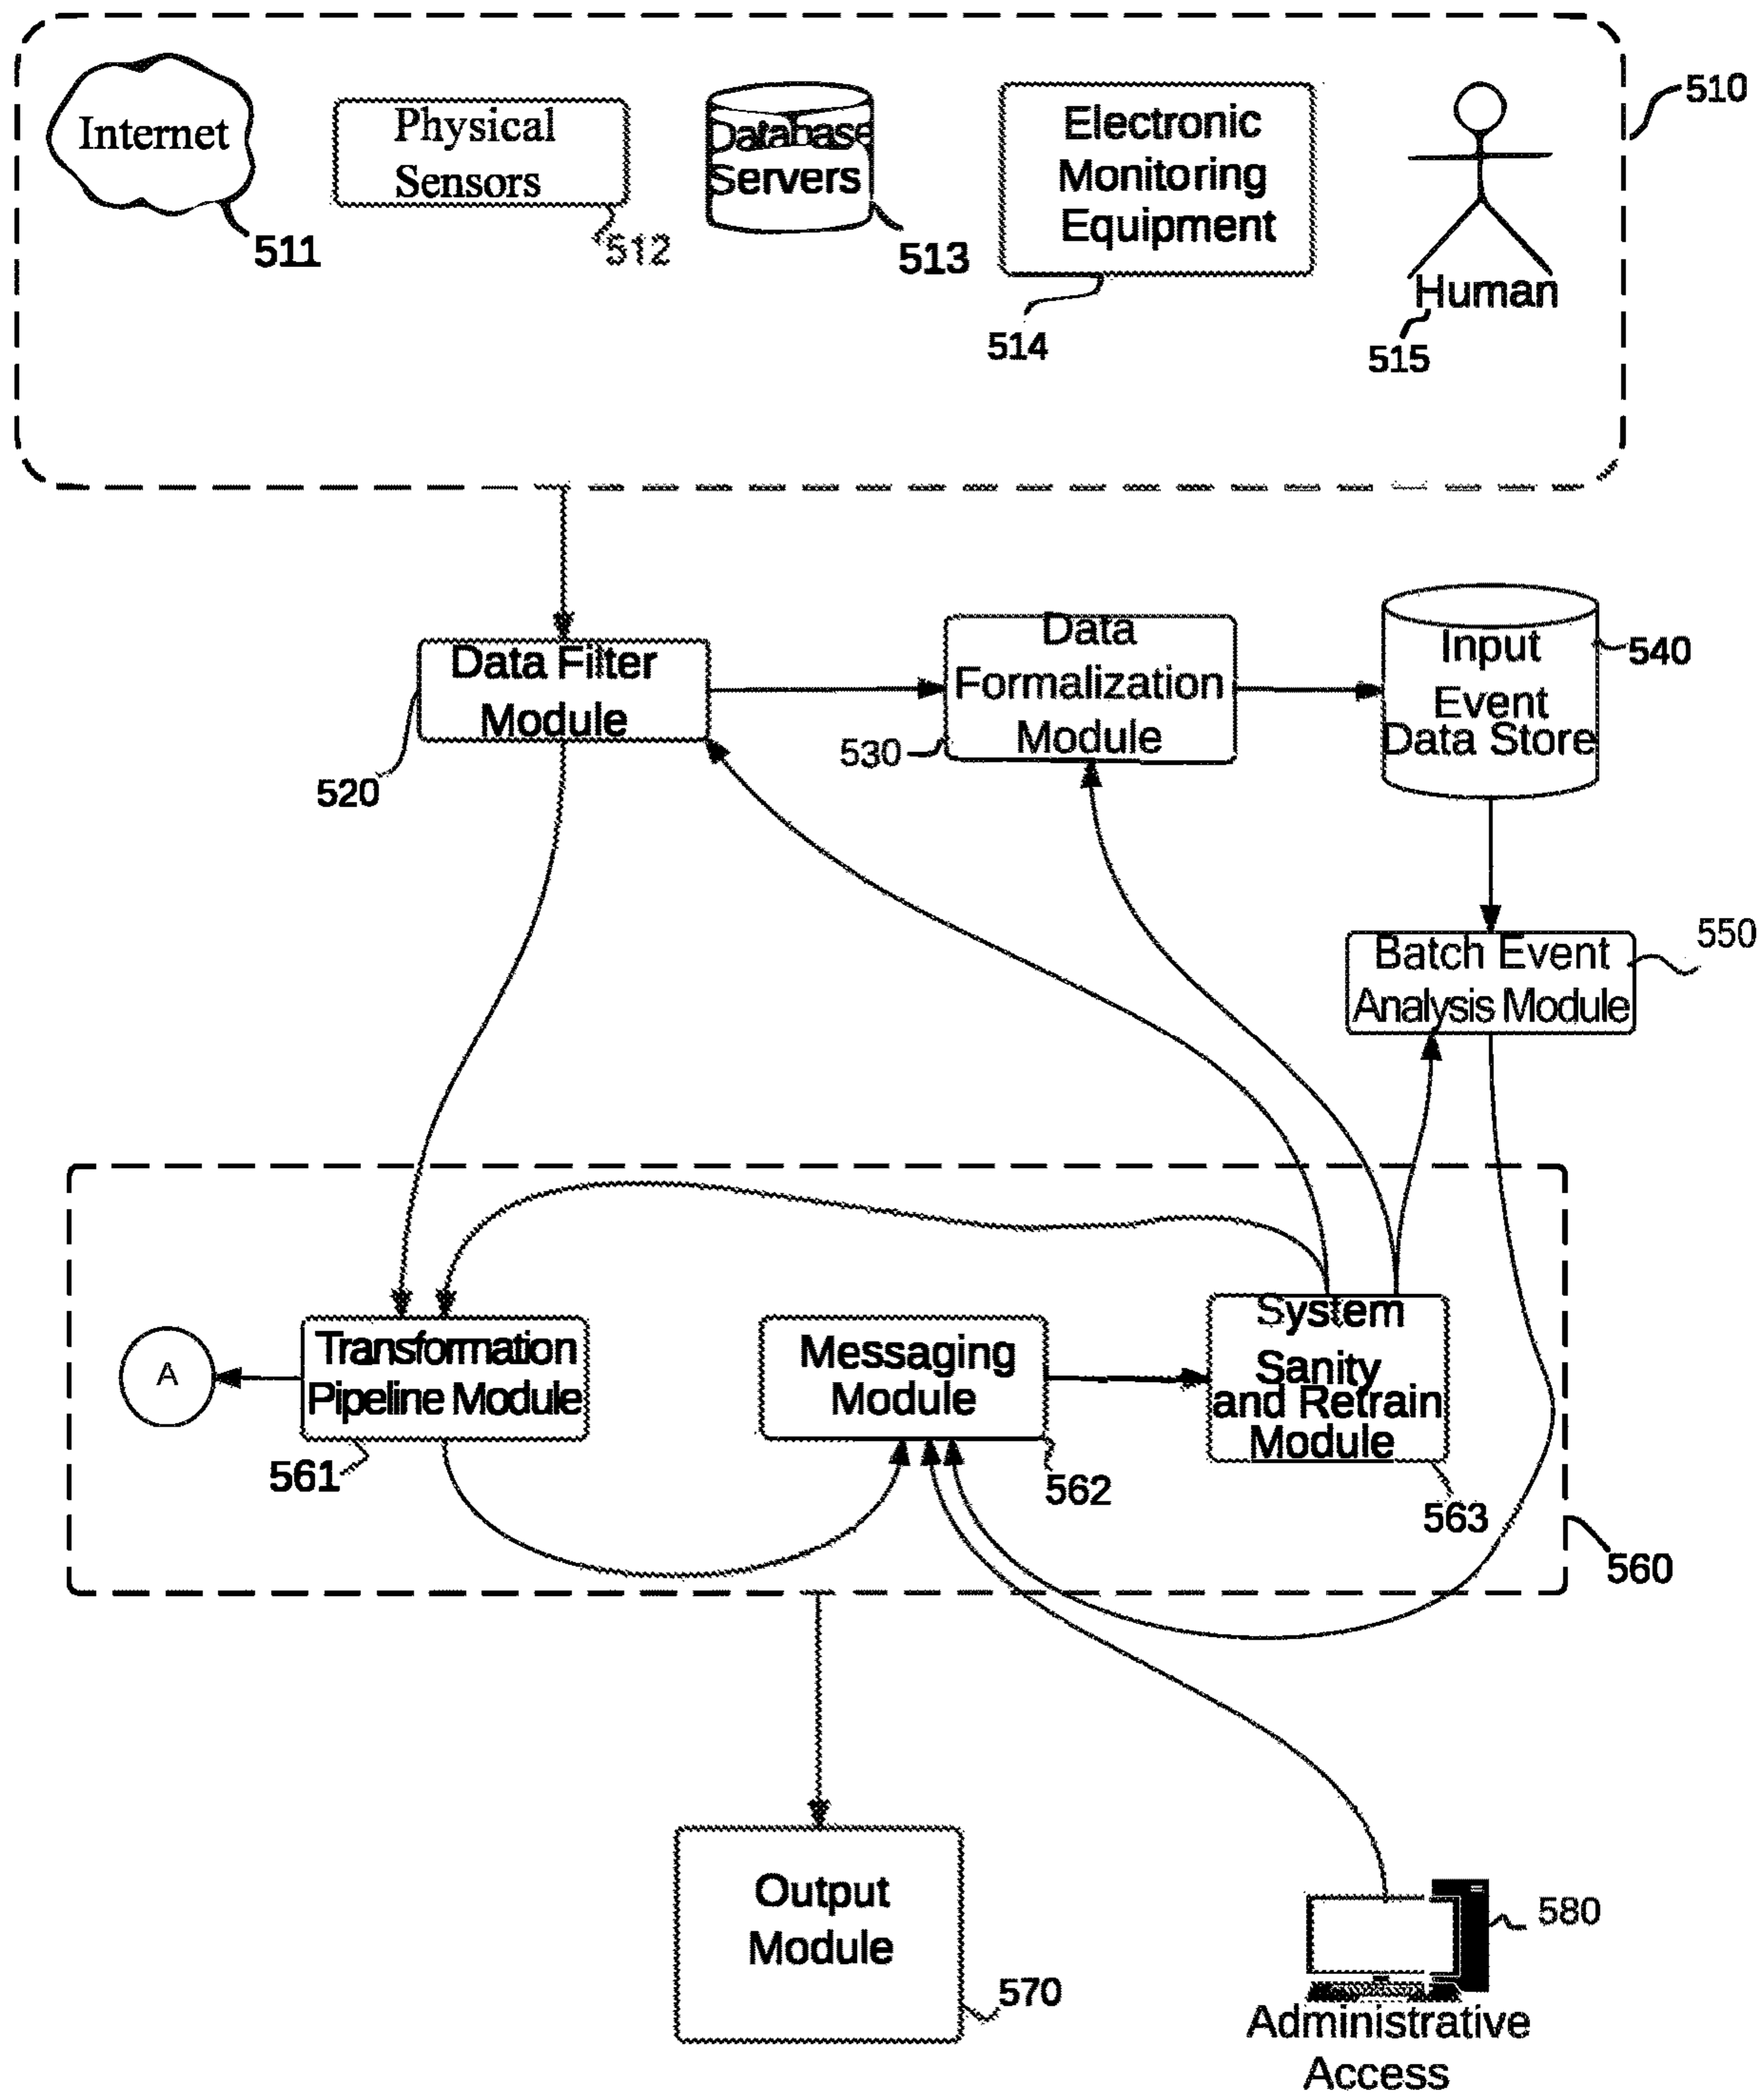 510
Internet
511
Physical
Sensors
512
Database
Servers
513
Electronic
Monitoring
Equipment
514
Human
515
Data Filter
Module
520
Data
Formalization
Module
530
Input
Event
Data Store
540
Batch Event
Analysis Module
550
A
Transformation
Pipeline Module
561
Messaging
Module
562
System
Sanity
and Retrain
Module
563
560
Output
Module
570
580
Administrative
Access